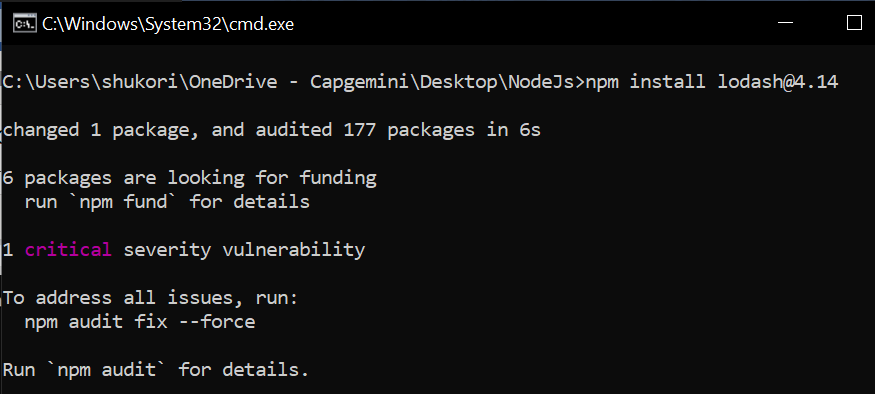 C:\Windows\System32\cmd.exe
C:\Users\shukori\OneDrive - Capgemini\Desktop\NodeJs>npm install lodash@4.14
changed 1 package, and audited 177 packages in 6s
6 packages are looking for funding
  run `npm fund` for details
1 critical severity vulnerability
To address all issues, run:
  npm audit fix --force
Run `npm audit` for details.